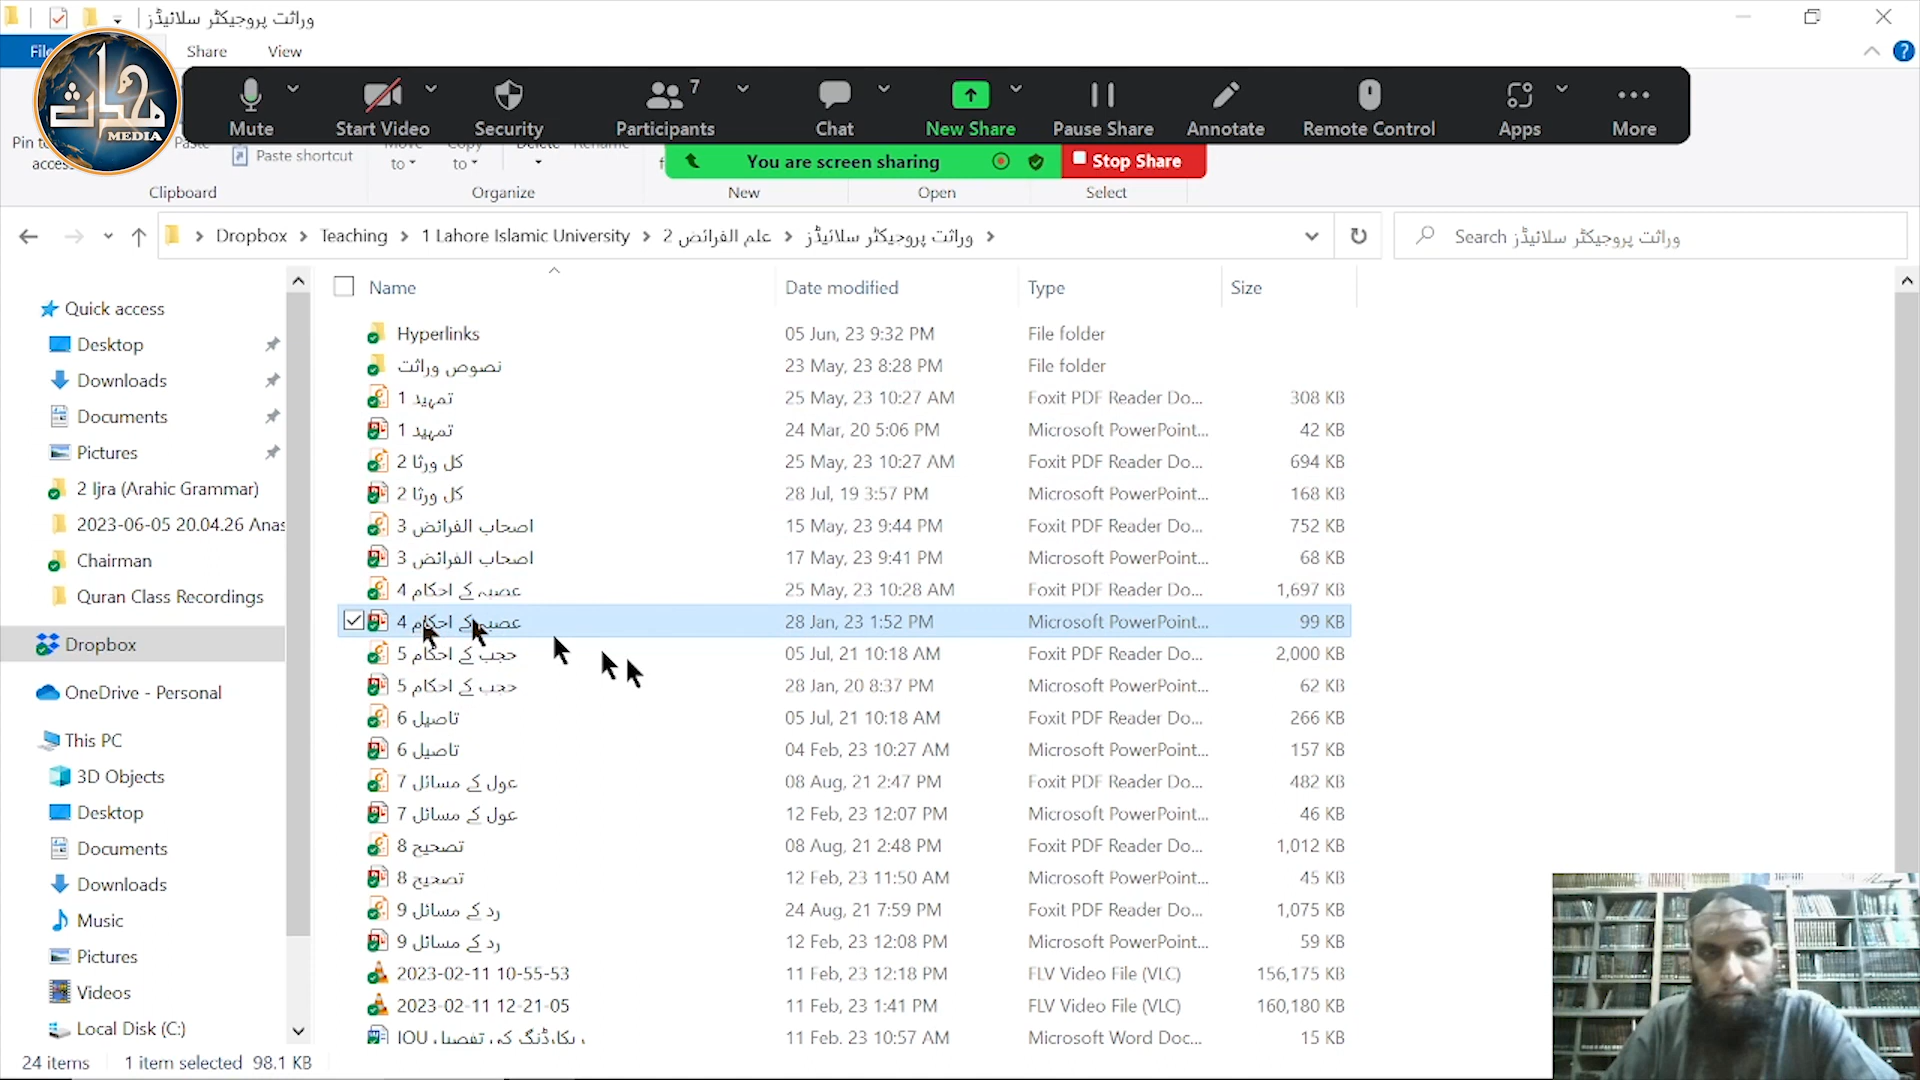 وراثت پروجیکٹر سلائیڈز
File Share View
محدث
MEDIA
Mute Start Video Security Participants 7 Chat New Share Pause Share Annotate Remote Control Apps More
You are screen sharing Stop Share
Paste shortcut
to to
Clipboard Organize New Open Select
Dropbox Teaching 1 Lahore Islamic University 2 علم الفرائض وراثت پروجیکٹر سلائیڈز
Search وراثت پروجیکٹر سلائیڈز
Quick access
Desktop
Downloads
Documents
Pictures
2 Ijra (Arahic Grammar)
2023-06-05 20.04.26 Anas
Chairman
Quran Class Recordings
Dropbox
OneDrive - Personal
This PC
3D Objects
Desktop
Documents
Downloads
Music
Pictures
Videos
Local Disk (C:)
Name Date modified Type Size
Hyperlinks 05 Jun, 23 9:32 PM File folder
نصوص وراثت 23 May, 23 8:28 PM File folder
1 تمہید 25 May, 23 10:27 AM Foxit PDF Reader Do... 308 KB
1 تمہید 24 Mar, 20 5:06 PM Microsoft PowerPoint... 42 KB
2 کل ورثا 25 May, 23 10:27 AM Foxit PDF Reader Do... 694 KB
2 کل ورثا 28 Jul, 19 3:57 PM Microsoft PowerPoint... 168 KB
3 اصحاب الفرائض 15 May, 23 9:44 PM Foxit PDF Reader Do... 752 KB
3 اصحاب الفرائض 17 May, 23 9:41 PM Microsoft PowerPoint... 68 KB
4 عصبہ کے احکام 25 May, 23 10:28 AM Foxit PDF Reader Do... 1,697 KB
4 عصبہ کے احکام 28 Jan, 23 1:52 PM Microsoft PowerPoint... 99 KB
5 حجب کے احکام 05 Jul, 21 10:18 AM Foxit PDF Reader Do... 2,000 KB
5 حجب کے احکام 28 Jan, 20 8:37 PM Microsoft PowerPoint... 62 KB
6 تاصیل 05 Jul, 21 10:18 AM Foxit PDF Reader Do... 266 KB
6 تاصیل 04 Feb, 23 10:27 AM Microsoft PowerPoint... 157 KB
7 عول کے مسائل 08 Aug, 21 2:47 PM Foxit PDF Reader Do... 482 KB
7 عول کے مسائل 12 Feb, 23 12:07 PM Microsoft PowerPoint... 46 KB
8 تصحیح 08 Aug, 21 2:48 PM Foxit PDF Reader Do... 1,012 KB
8 تصحیح 12 Feb, 23 11:50 AM Microsoft PowerPoint... 45 KB
9 رد کے مسائل 24 Aug, 21 7:59 PM Foxit PDF Reader Do... 1,075 KB
9 رد کے مسائل 12 Feb, 23 12:08 PM Microsoft PowerPoint... 59 KB
2023-02-11 10-55-53 11 Feb, 23 12:18 PM FLV Video File (VLC) 156,175 KB
2023-02-11 12-21-05 11 Feb, 23 1:41 PM FLV Video File (VLC) 160,180 KB
IOU ریکارڈنگ کی تفصیل 11 Feb, 23 10:57 AM Microsoft Word Doc... 15 KB
24 items 1 item selected 98.1 KB